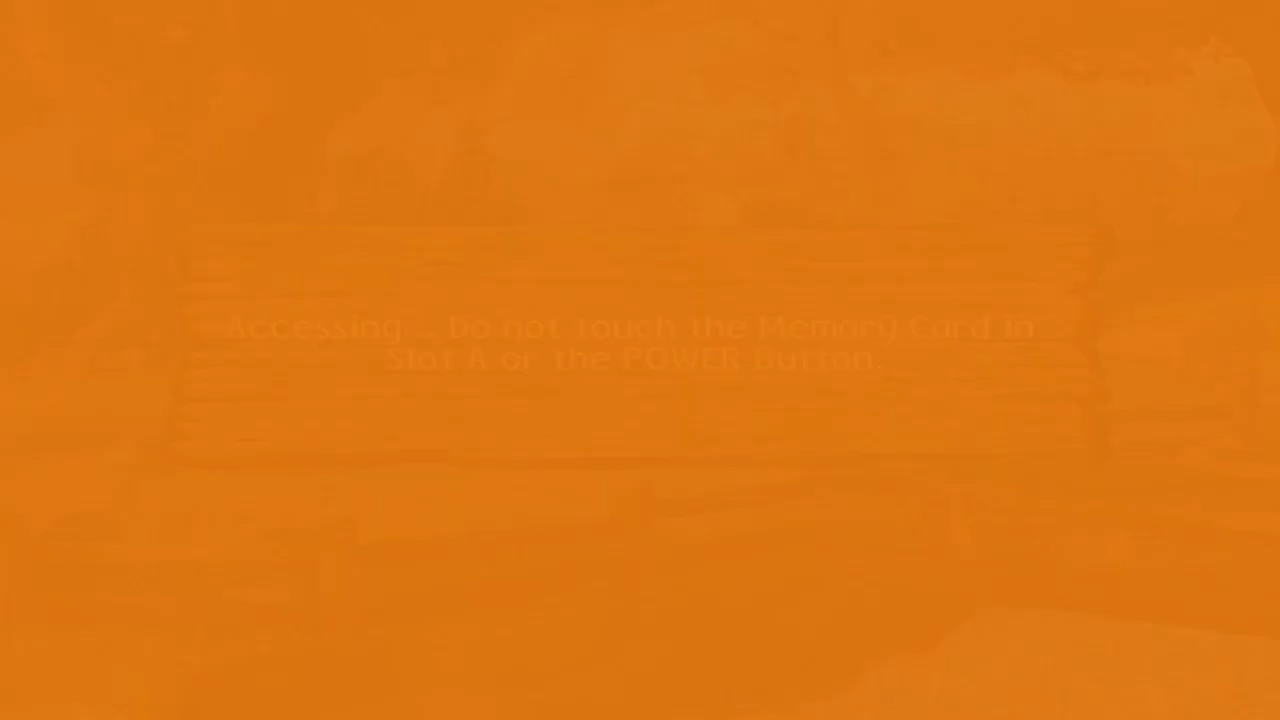 Accessing ... Do not touch the Memory Card in
Slot A or the POWER Button.